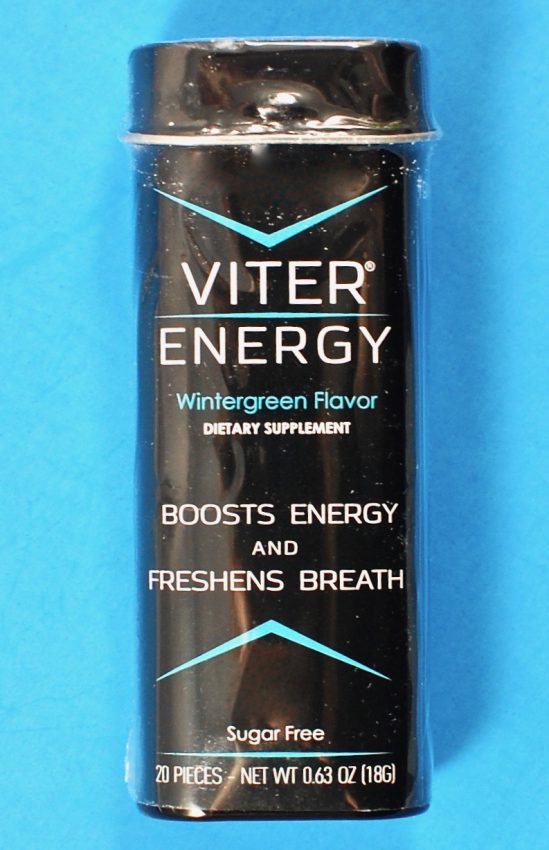 VITER®
ENERGY
Wintergreen Flavor
DIETARY SUPPLEMENT
BOOSTS ENERGY
AND
FRESHENS BREATH
Sugar Free
20 PIECES - NET WT 0.63 OZ (18G)